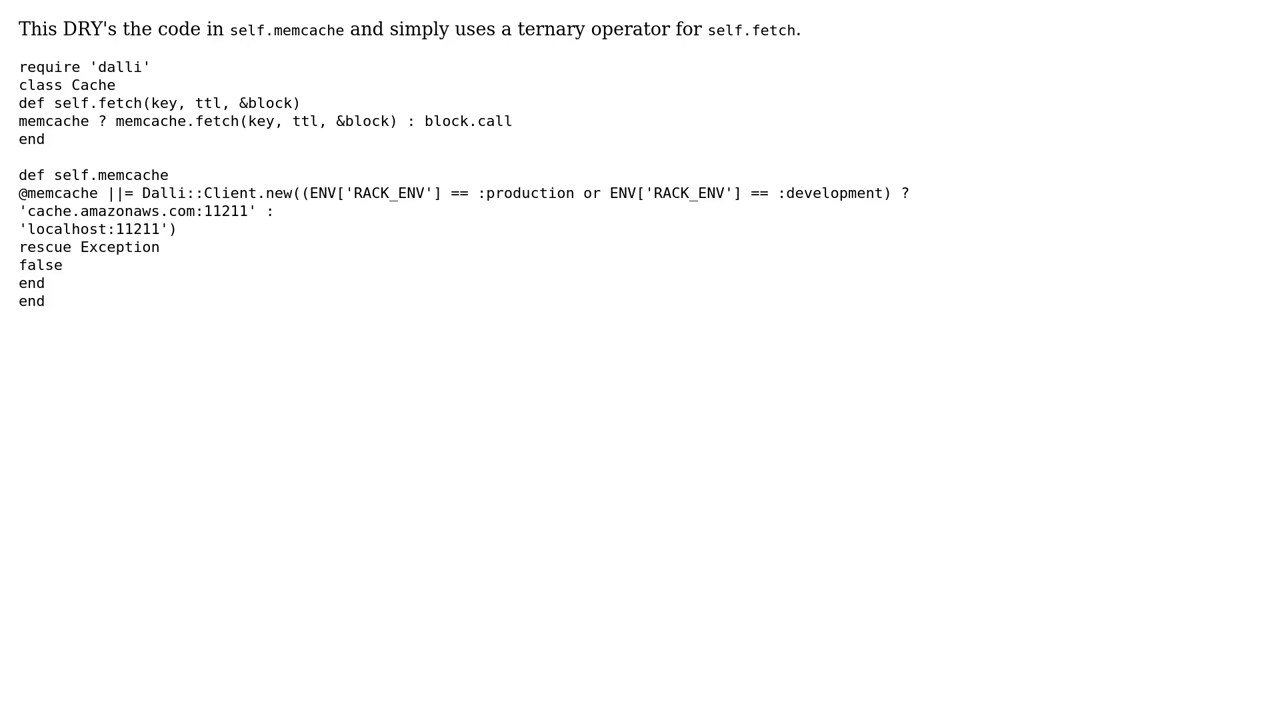 This DRY's the code in self.memcache and simply uses a ternary operator for self.fetch.
require 'dalli'
class Cache
def self.fetch(key, ttl, &block)
memcache ? memcache.fetch(key, ttl, &block) : block.call
end
def self.memcache
@memcache ||= Dalli::Client.new((ENV['RACK_ENV'] == :production or ENV['RACK_ENV'] == :development) ?
'cache.amazonaws.com:11211' :
'localhost:11211')
rescue Exception
false
end
end